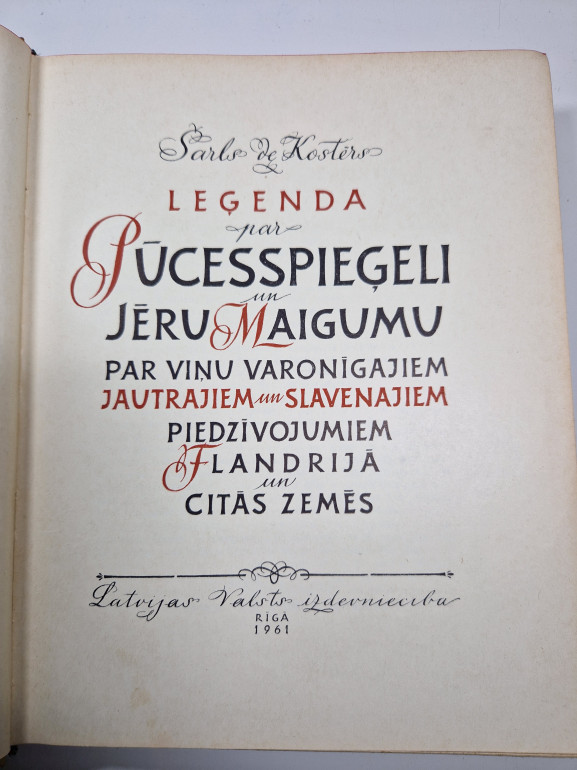 Šarls de Kostērs
LEĢENDA
par
PŪCESSPIEĢELI
un
JĒRU MAIGUMU
PAR VIŅU VARONĪGAJIEM
JAUTRAJIEM un SLAVENAJIEM
PIEDZĪVOJUMIEM
FLANDRIJĀ
un
CITĀS ZEMĒS
Latvijas Valsts izdevniecība
RĪGĀ
1961